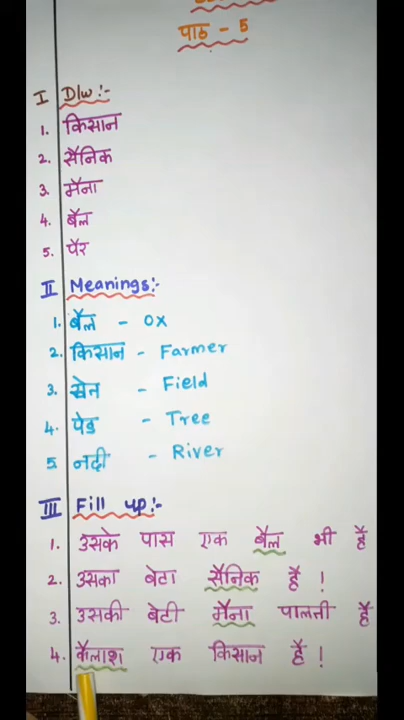 पाठ - 5
I D/w:-
1. किसान
2. सैनिक
3. मैना
4. बैल
5. पैर
II Meanings:-
1. बैल - Ox
2. किसान - Farmer
3. खेन - Field
4. पेड - Tree
5. नदी - River
III Fill up:-
1. उसके पास एक बैल भी है
2. उसका बेटा सैनिक है !
3. उसकी बेटी मैना पालती है
4. कैलाश एक किसान है !